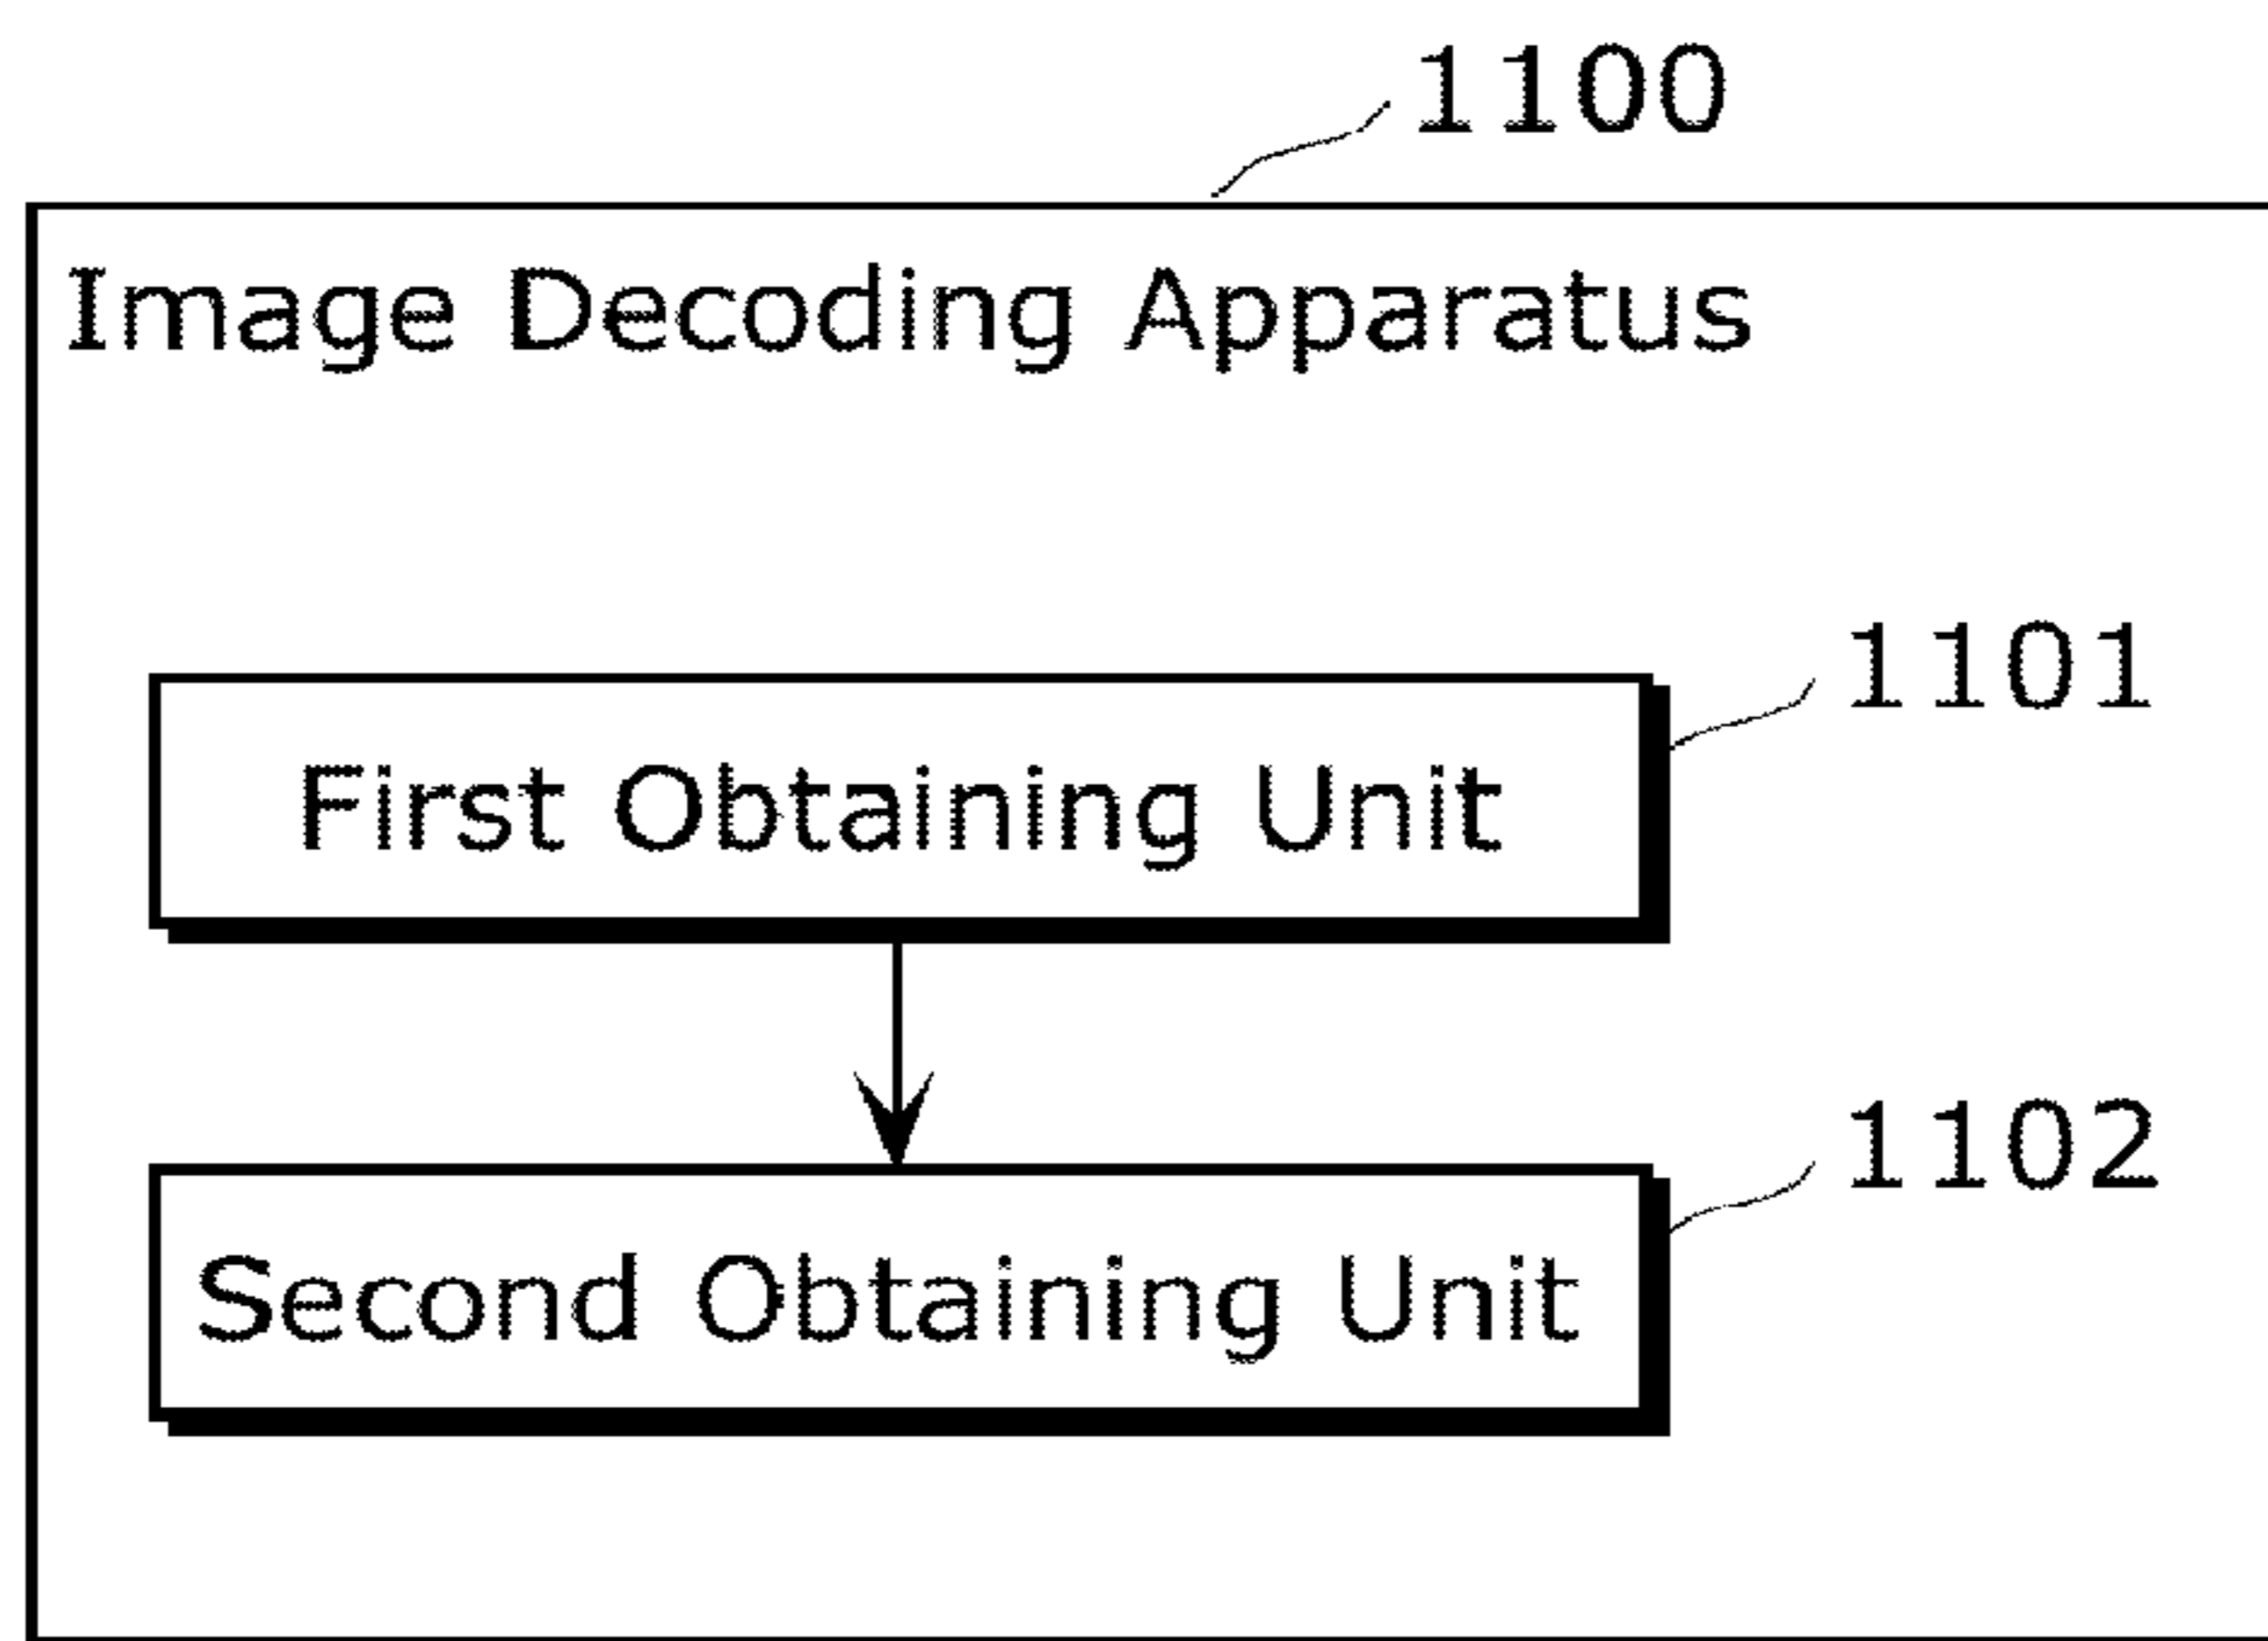 1100
Image Decoding Apparatus
1101
First Obtaining Unit
1102
Second Obtaining Unit